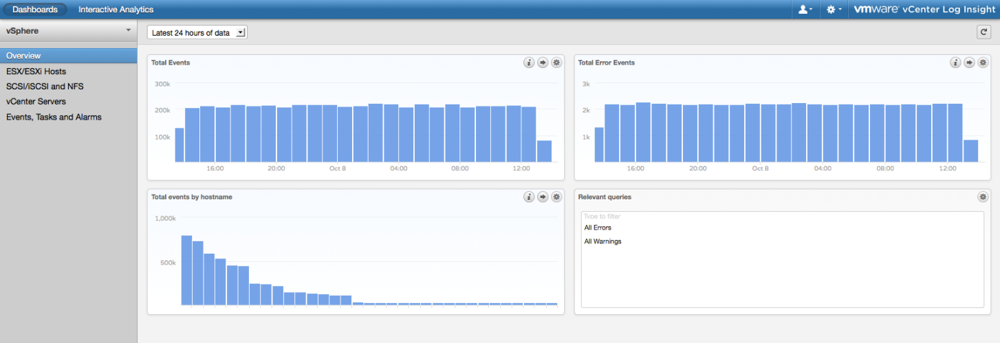 Dashboards Interactive Analytics vmware vCenter Log Insight
vSphere
Latest 24 hours of data
Overview
ESX/ESXi Hosts
SCSI/iSCSI and NFS
vCenter Servers
Events, Tasks and Alarms
Total Events
300k
200k
100k
16:00 20:00 Oct 8 04:00 08:00 12:00
Total Error Events
3k
2k
1k
16:00 20:00 Oct 8 04:00 08:00 12:00
Total events by hostname
1,000k
500k
Relevant queries
Type to filter
All Errors
All Warnings